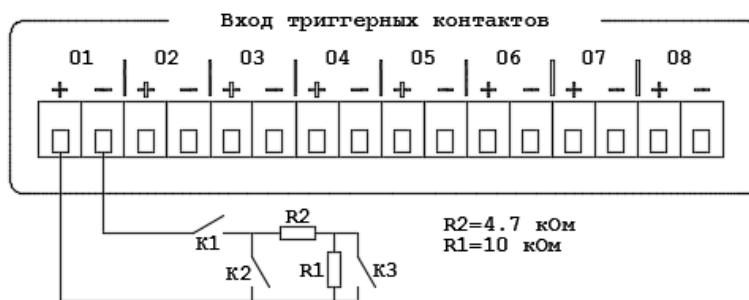 Вход триггерных контактов
01 02 03 04 05 06 07 08
+ − + − + − + − + − + − + − + −
R2
K1
R2=4.7 кОм
R1=10 кОм
K2 R1 K3